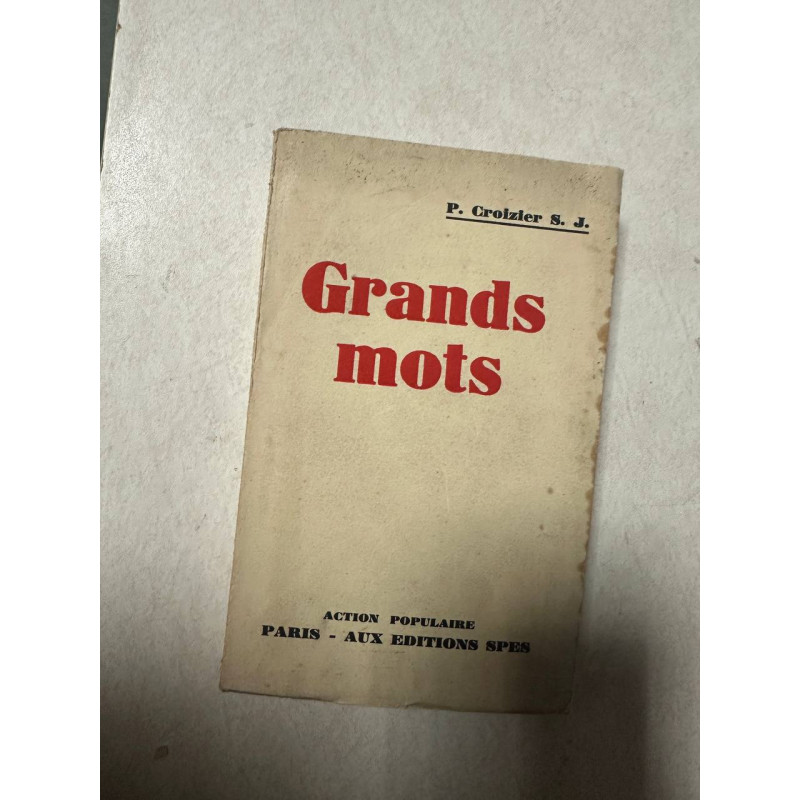 P. Croizier S. J.
Grands
mots
ACTION POPULAIRE
PARIS - AUX EDITIONS SPES